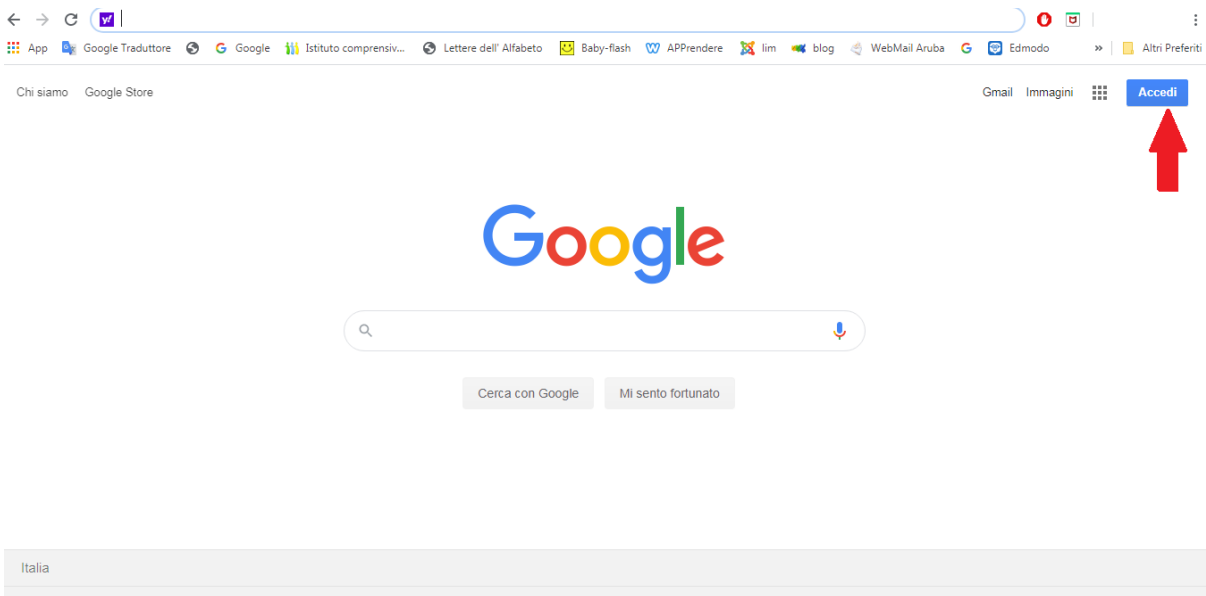 y!
App Google Traduttore Google Istituto comprensiv... Lettere dell' Alfabeto Baby-flash APPrendere lim blog WebMail Aruba G Edmodo » Altri Preferiti
Chi siamo Google Store Gmail Immagini Accedi
Google
Cerca con Google Mi sento fortunato
Italia